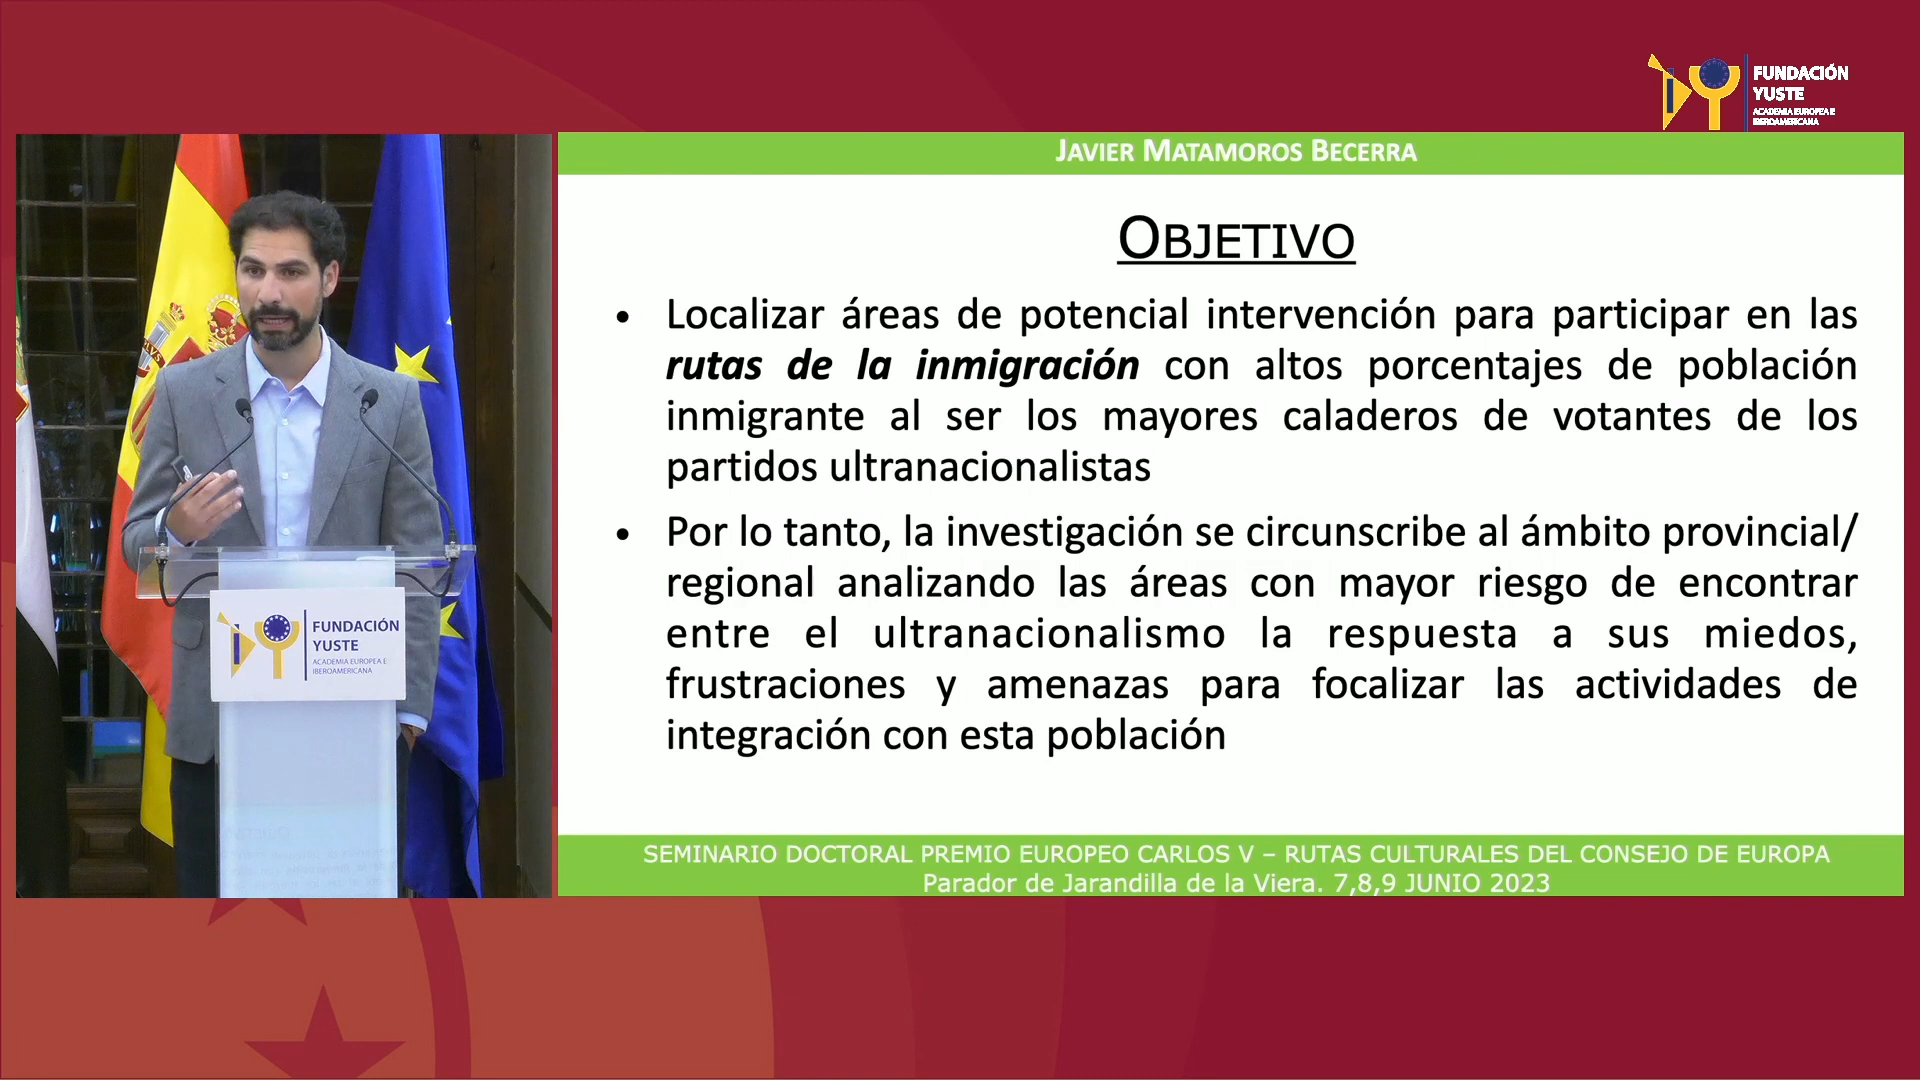 FUNDACIÓN
YUSTE
ACADEMIA EUROPEA E
IBEROAMERICANA
JAVIER MATAMOROS BECERRA
OBJETIVO
• Localizar áreas de potencial intervención para participar en las
rutas de la inmigración con altos porcentajes de población
inmigrante al ser los mayores caladeros de votantes de los
partidos ultranacionalistas
• Por lo tanto, la investigación se circunscribe al ámbito provincial/
regional analizando las áreas con mayor riesgo de encontrar
entre el ultranacionalismo la respuesta a sus miedos,
frustraciones y amenazas para focalizar las actividades de
integración con esta población
SEMINARIO DOCTORAL PREMIO EUROPEO CARLOS V – RUTAS CULTURALES DEL CONSEJO DE EUROPA
Parador de Jarandilla de la Viera. 7,8,9 JUNIO 2023
FUNDACIÓN
YUSTE
ACADEMIA EUROPEA E
IBEROAMERICANA